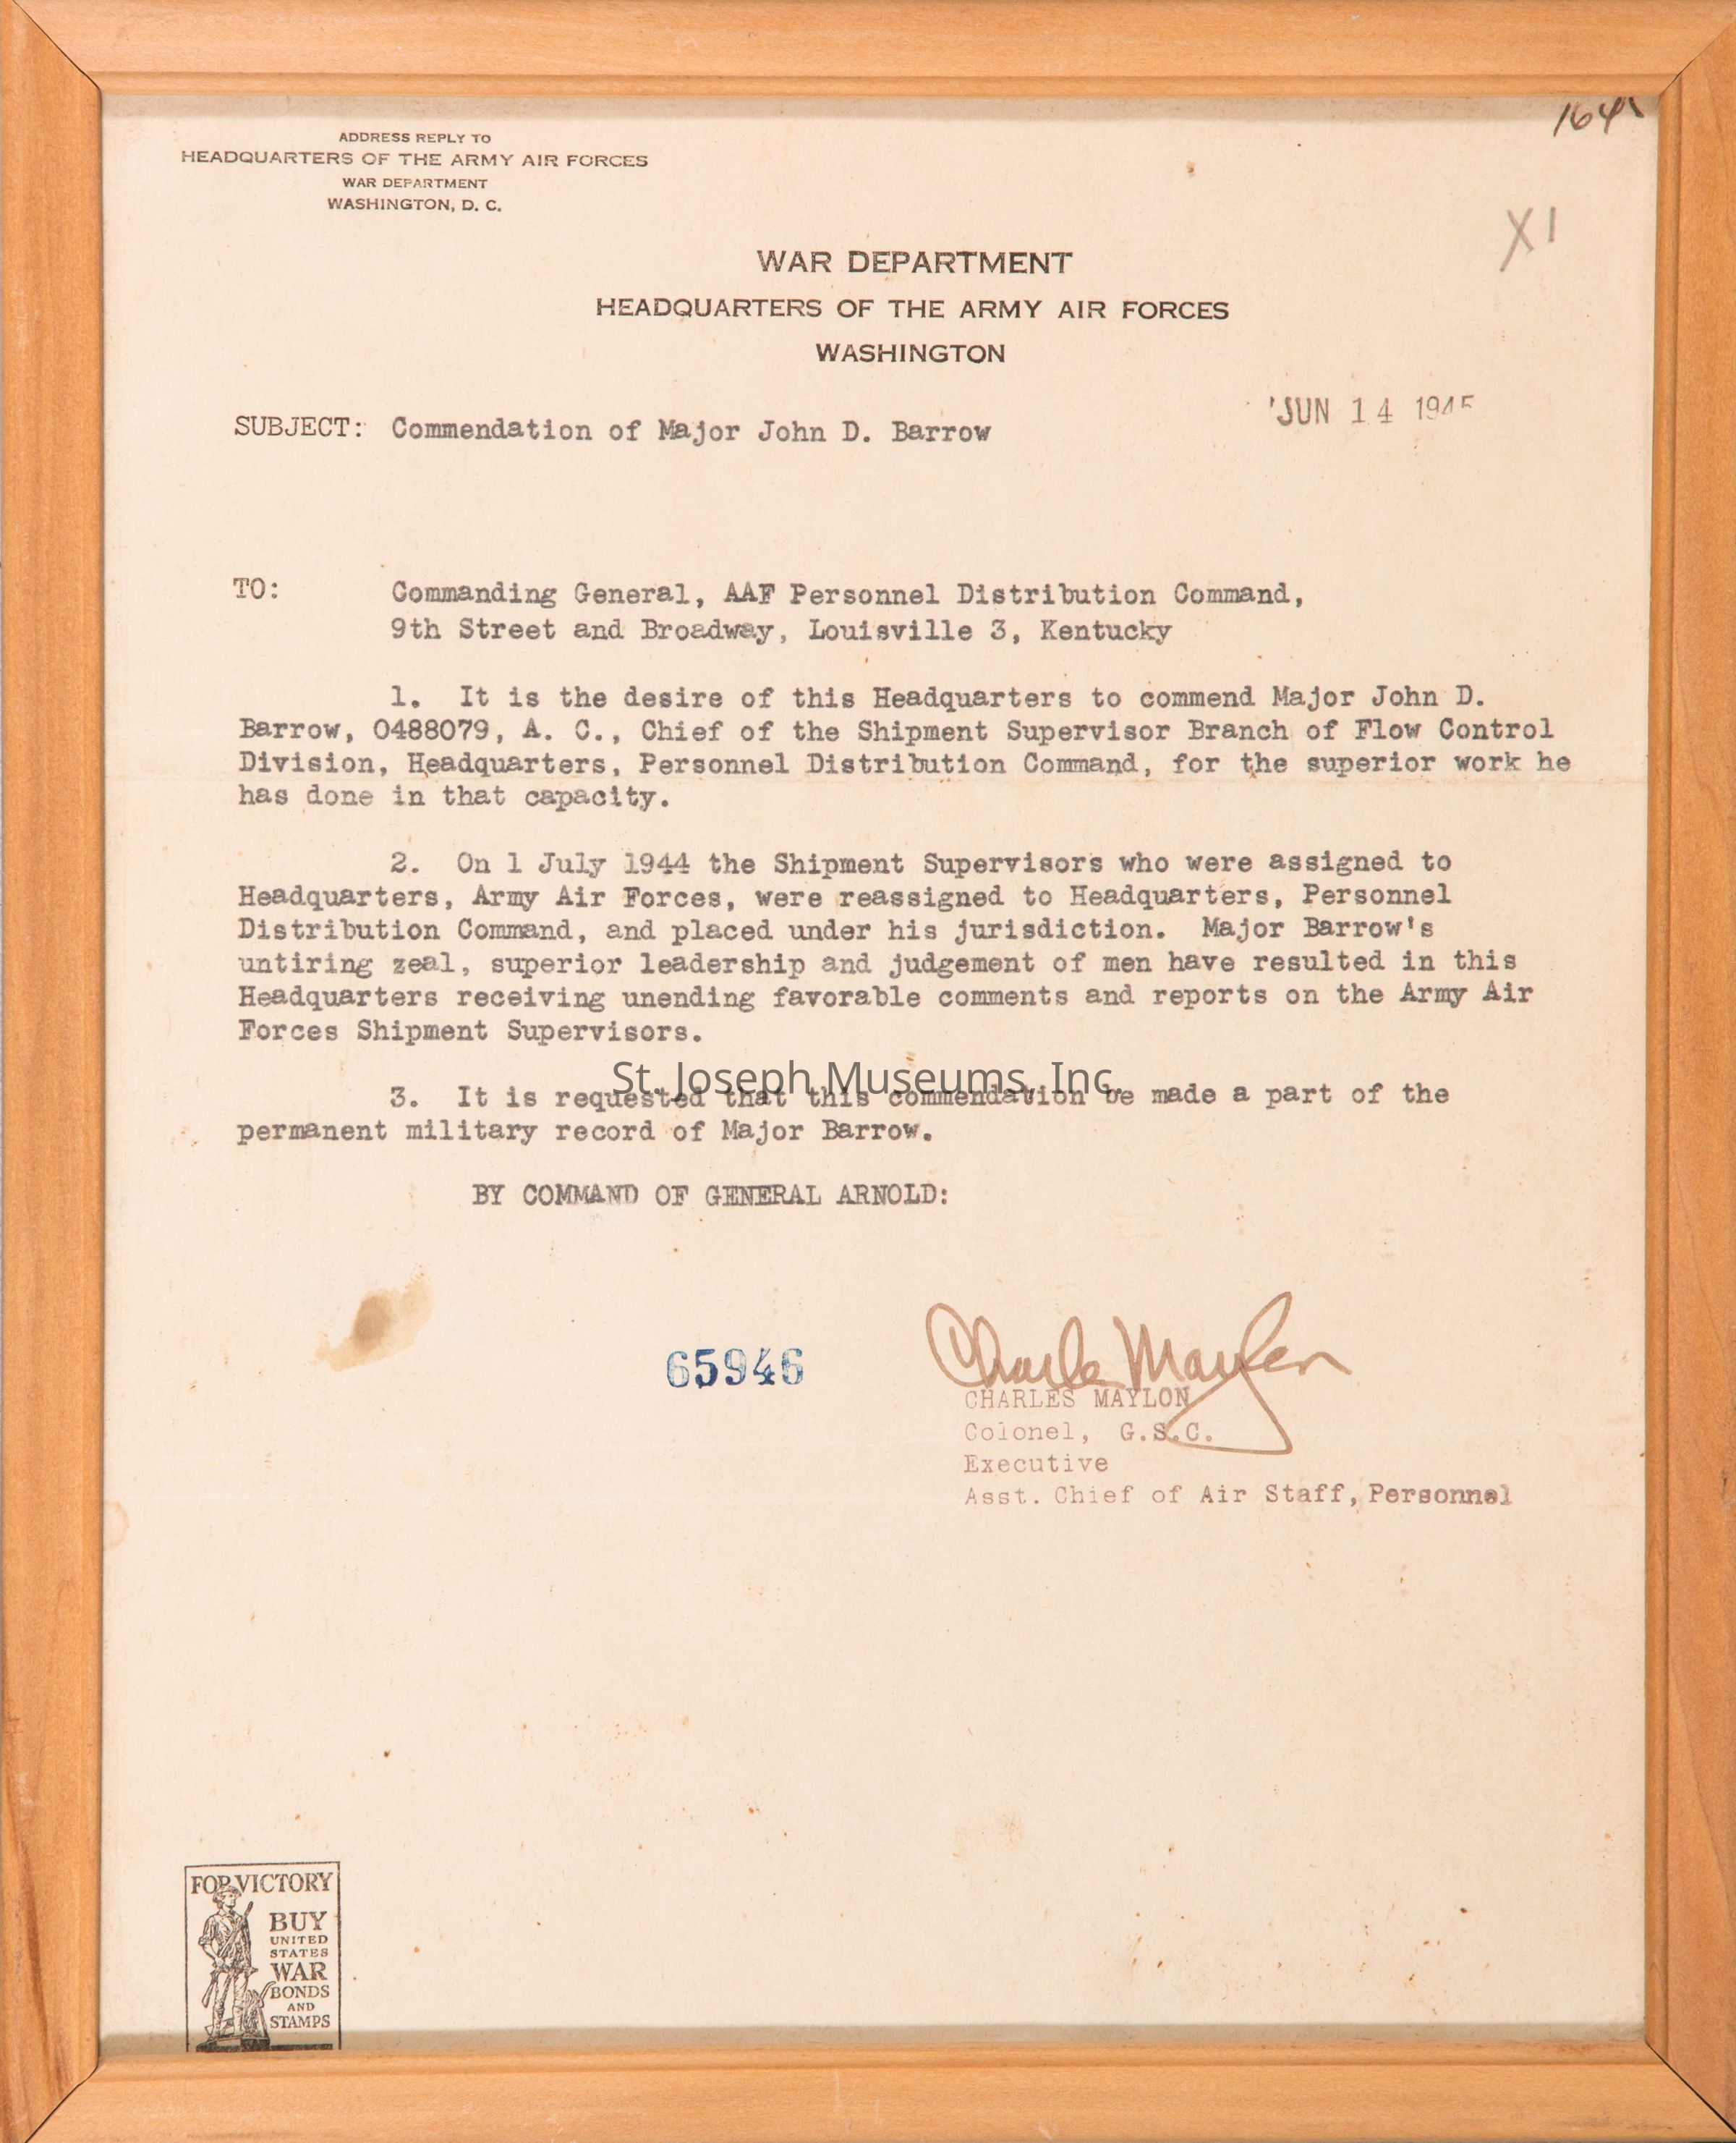 164
ADDRESS REPLY TO
HEADQUARTERS OF THE ARMY AIR FORCES
WAR DEPARTMENT
WASHINGTON, D. C.
X1
WAR DEPARTMENT
HEADQUARTERS OF THE ARMY AIR FORCES
WASHINGTON
JUN 14 1945
SUBJECT: Commendation of Major John D. Barrow
TO: Commanding General, AAF Personnel Distribution Command,
9th Street and Broadway, Louisville 3, Kentucky
1. It is the desire of this Headquarters to commend Major John D.
Barrow, 0488079, A. C., Chief of the Shipment Supervisor Branch of Flow Control
Division, Headquarters, Personnel Distribution Command, for the superior work he
has done in that capacity.
2. On 1 July 1944 the Shipment Supervisors who were assigned to
Headquarters, Army Air Forces, were reassigned to Headquarters, Personnel
Distribution Command, and placed under his jurisdiction. Major Barrow's
untiring zeal, superior leadership and judgement of men have resulted in this
Headquarters receiving unending favorable comments and reports on the Army Air
Forces Shipment Supervisors.
St. Joseph Museums, Inc.
3. It is requested that this commendation be made a part of the
permanent military record of Major Barrow.
BY COMMAND OF GENERAL ARNOLD:
65946
Charles Maylon
CHARLES MAYLON
Colonel, G.S.C.
Executive
Asst. Chief of Air Staff, Personnel
FOR VICTORY
BUY
UNITED
STATES
WAR
BONDS
AND
STAMPS